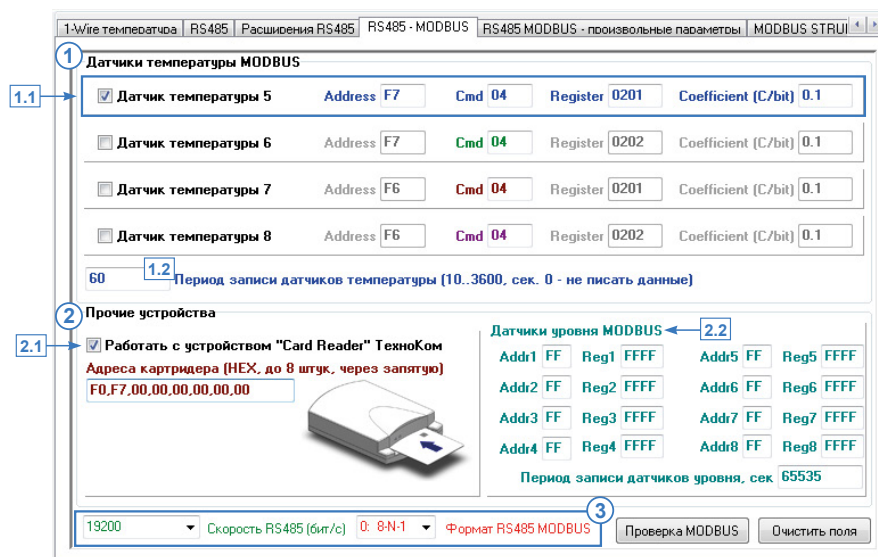 1-Wire температура RS485 Расширения RS485 RS485 - MODBUS RS485 MODBUS - произвольные параметры MODBUS STRUI
1 Датчики температуры MODBUS
1.1 Датчик температуры 5 Address F7 Cmd 04 Register 0201 Coefficient (C/bit) 0.1
Датчик температуры 6 Address F7 Cmd 04 Register 0202 Coefficient (C/bit) 0.1
Датчик температуры 7 Address F6 Cmd 04 Register 0201 Coefficient (C/bit) 0.1
Датчик температуры 8 Address F6 Cmd 04 Register 0202 Coefficient (C/bit) 0.1
60 1.2 Период записи датчиков температуры (10..3600, сек. 0 - не писать данные)
2 Прочие устройства
2.1 Работать с устройством "Card Reader" ТехноКом
Адреса картридера (HEX, до 8 штук, через запятую)
F0,F7,00,00,00,00,00,00
Датчики уровня MODBUS 2.2
Addr1 FF Reg1 FFFF Addr5 FF Reg5 FFFF
Addr2 FF Reg2 FFFF Addr6 FF Reg6 FFFF
Addr3 FF Reg3 FFFF Addr7 FF Reg7 FFFF
Addr4 FF Reg4 FFFF Addr8 FF Reg8 FFFF
Период записи датчиков уровня, сек 65535
19200 Скорость RS485 (бит/с) 0: 8-N-1 Формат RS485 MODBUS 3 Проверка MODBUS Очистить поля